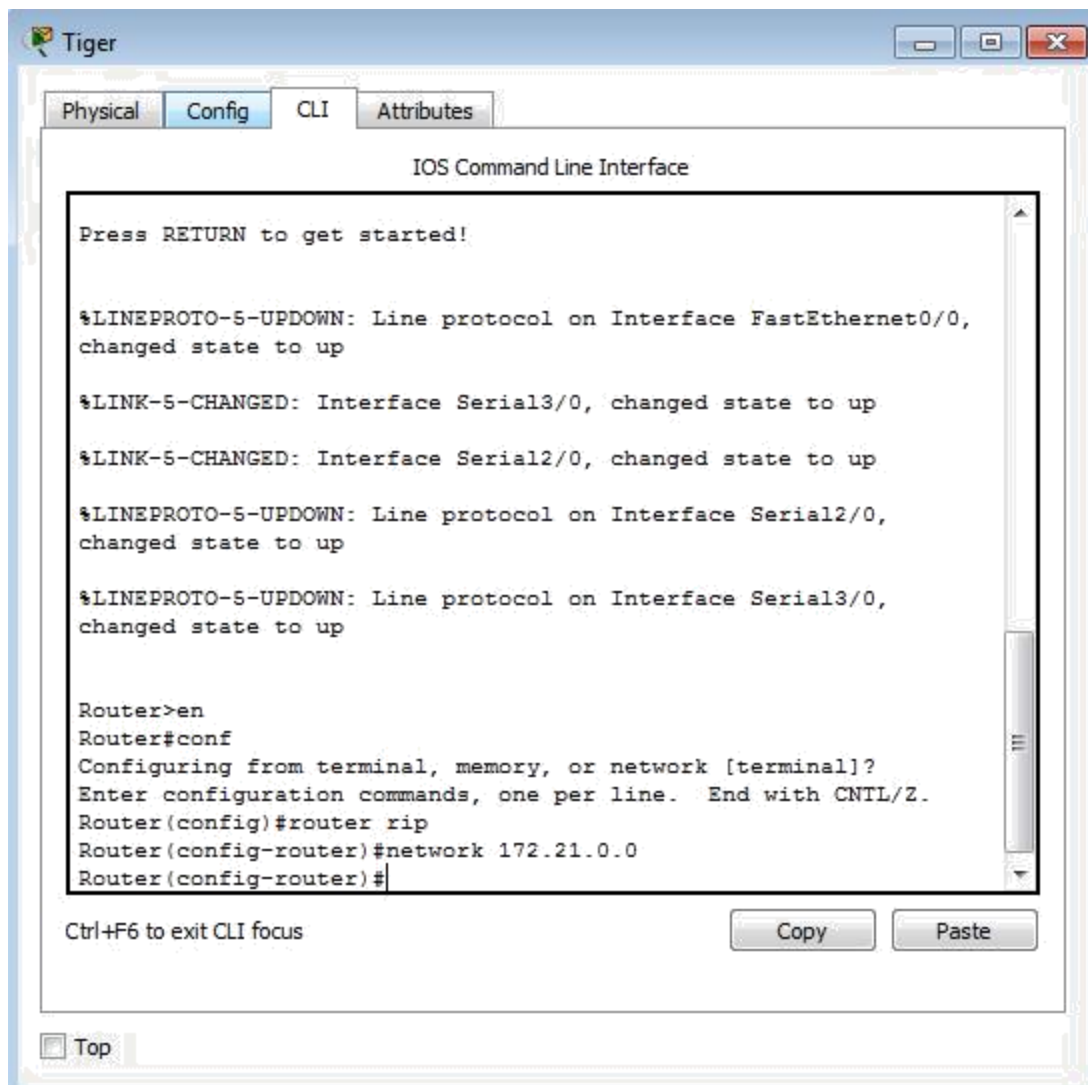 Tiger
Physical Config CLI Attributes
IOS Command Line Interface
Press RETURN to get started!
%LINEPROTO-5-UPDOWN: Line protocol on Interface FastEthernet0/0,
changed state to up
%LINK-5-CHANGED: Interface Serial3/0, changed state to up
%LINK-5-CHANGED: Interface Serial2/0, changed state to up
%LINEPROTO-5-UPDOWN: Line protocol on Interface Serial2/0,
changed state to up
%LINEPROTO-5-UPDOWN: Line protocol on Interface Serial3/0,
changed state to up
Router>en
Router#conf
Configuring from terminal, memory, or network [terminal]?
Enter configuration commands, one per line.  End with CNTL/Z.
Router(config)#router rip
Router(config-router)#network 172.21.0.0
Router(config-router)#
Ctrl+F6 to exit CLI focus Copy Paste
Top